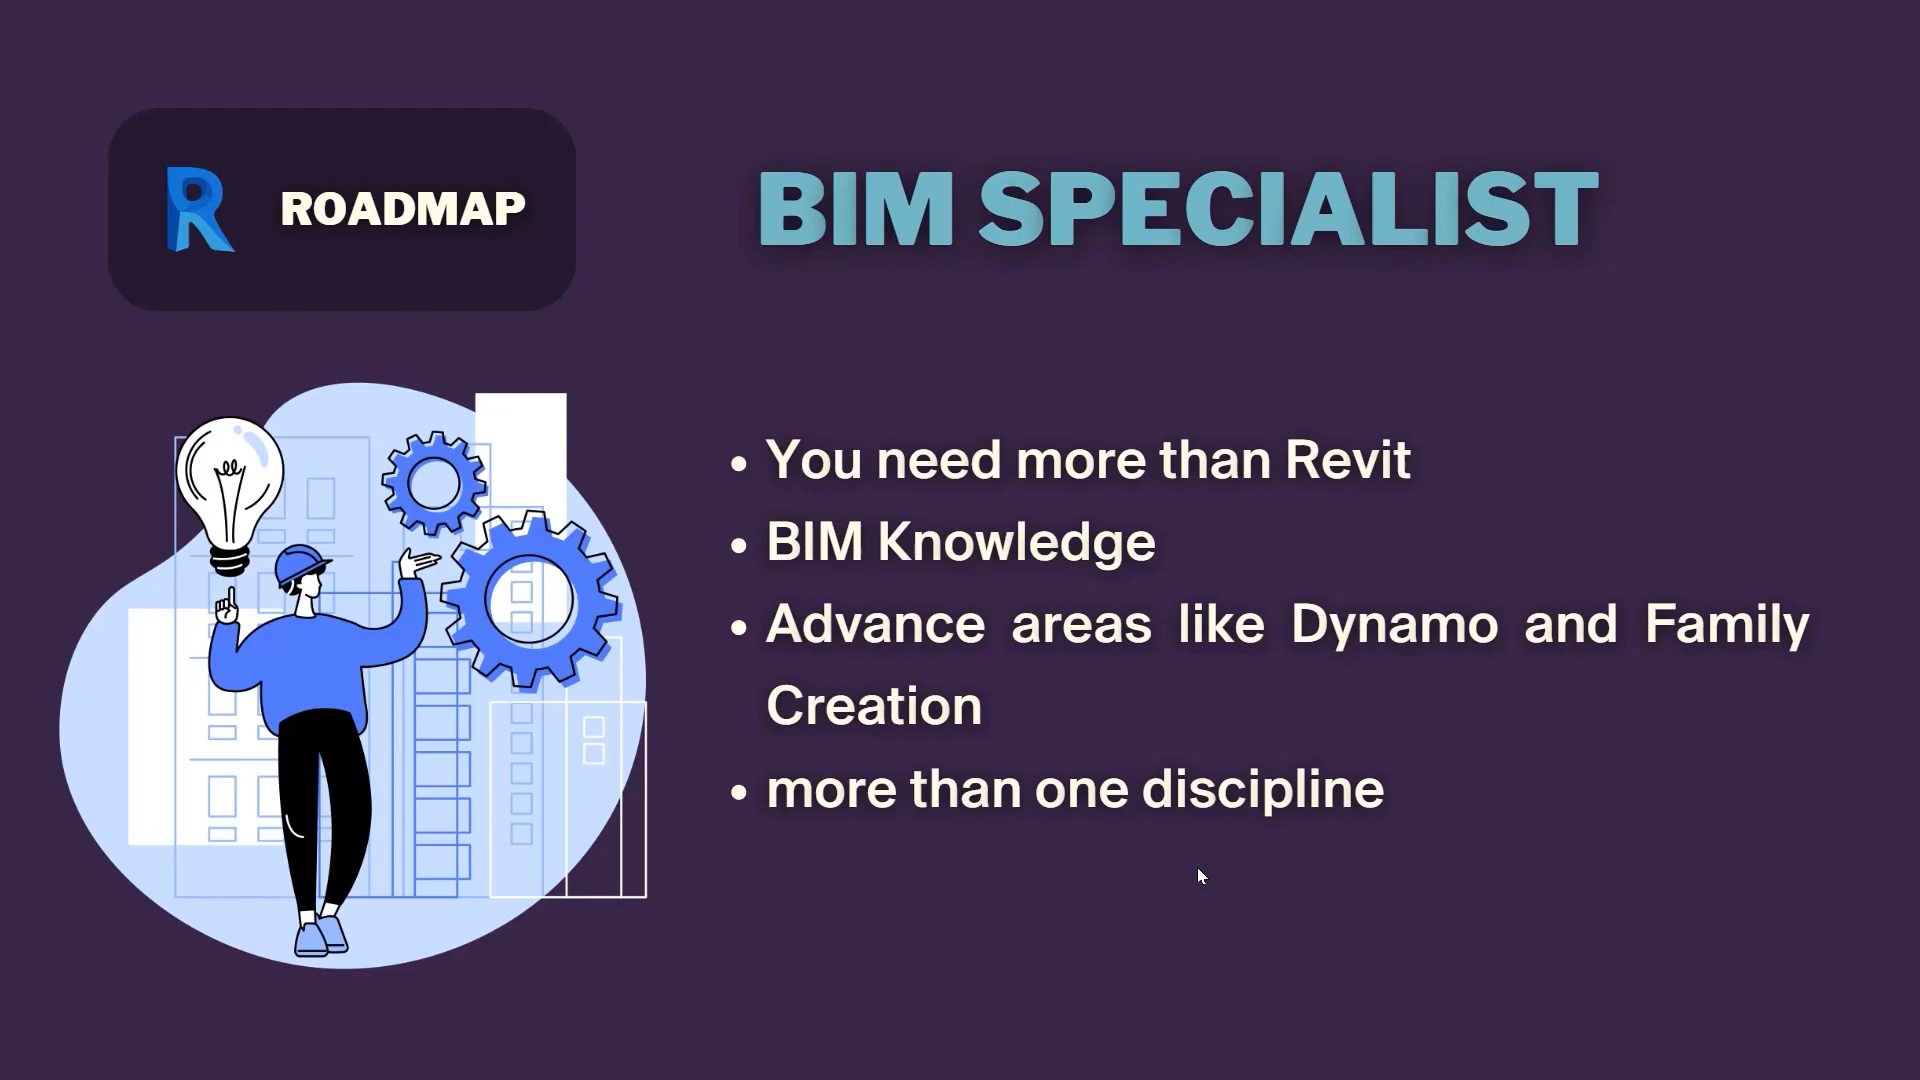 ROADMAP
BIM SPECIALIST
• You need more than Revit
• BIM Knowledge
• Advance areas like Dynamo and Family
Creation
• more than one discipline